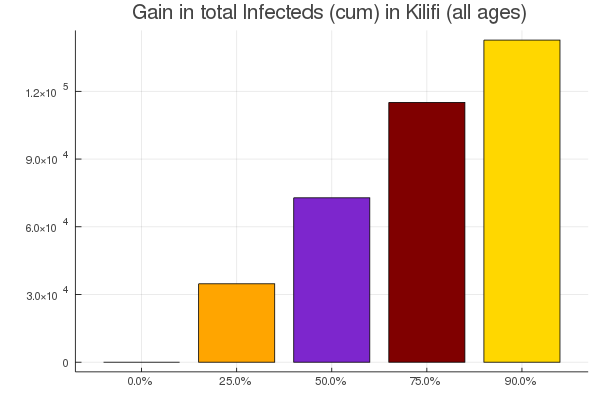 Gain in total Infecteds (cum) in Kilifi (all ages)
1.2×10 5
9.0×10 4
6.0×10 4
3.0×10 4
0
0.0% 25.0% 50.0% 75.0% 90.0%